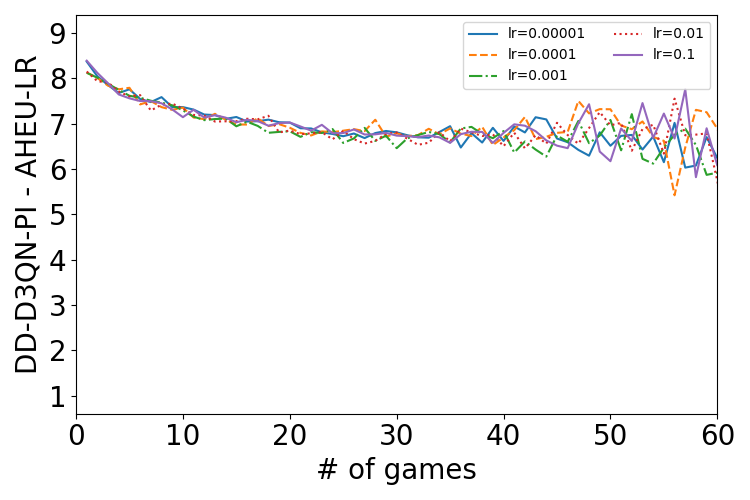 lr=0.00001
lr=0.0001
lr=0.001
lr=0.01
lr=0.1
DD-D3QN-PI - AHEU-LR
9
8
7
6
5
4
3
2
1
0 10 20 30 40 50 60
# of games